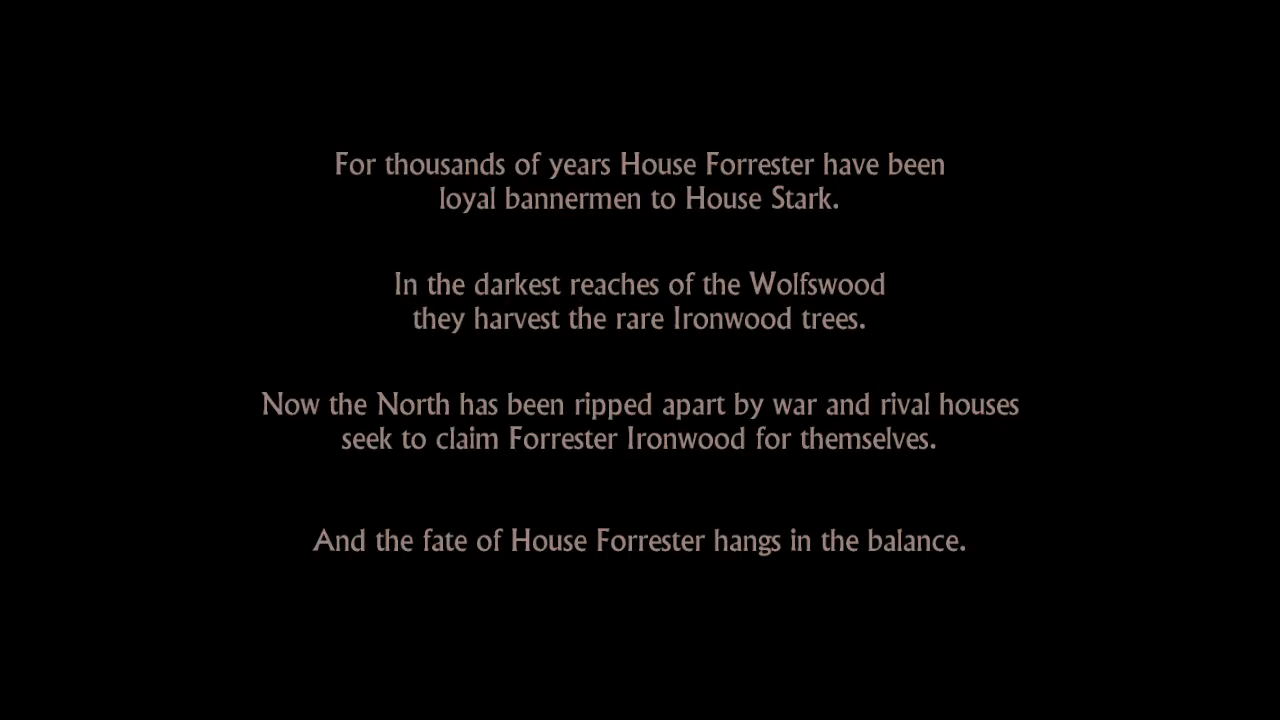 For thousands of years House Forrester have been
loyal bannermen to House Stark.
In the darkest reaches of the Wolfswood
they harvest the rare Ironwood trees.
Now the North has been ripped apart by war and rival houses
seek to claim Forrester Ironwood for themselves.
And the fate of House Forrester hangs in the balance.